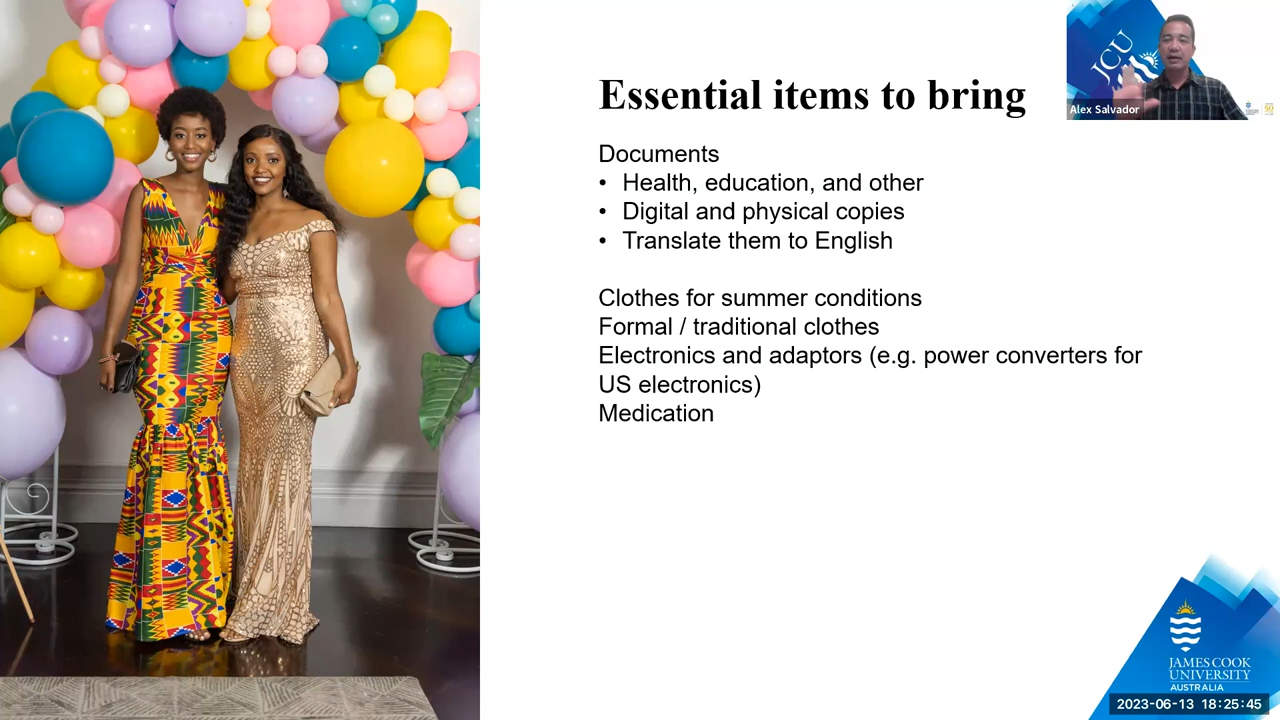 Essential items to bring
Documents
• Health, education, and other
• Digital and physical copies
• Translate them to English
Clothes for summer conditions
Formal / traditional clothes
Electronics and adaptors (e.g. power converters for
US electronics)
Medication
JCU
Alex Salvador
JAMES COOK
UNIVERSITY
AUSTRALIA
2023-06-13 18:25:45